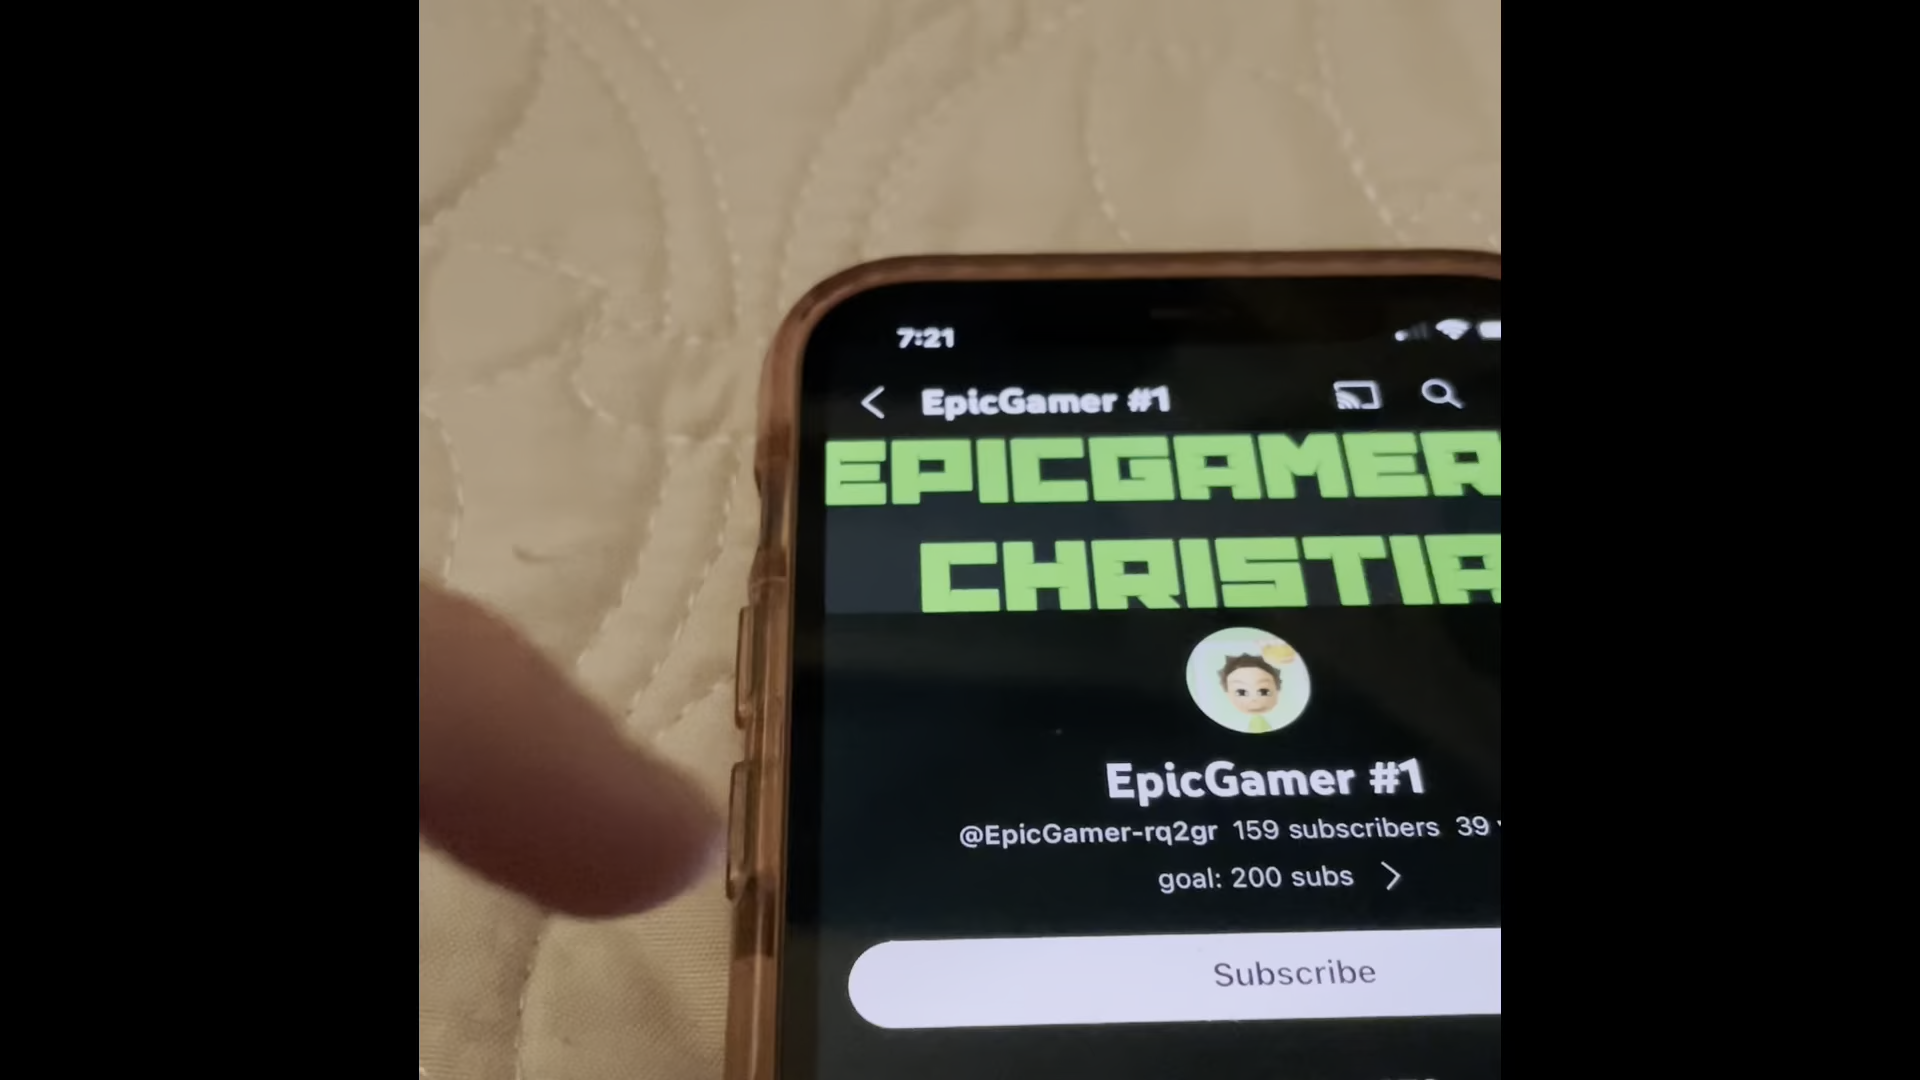 7:21
EpicGamer #1
EPICGAMER
CHRISTIA
EpicGamer #1
@EpicGamer-rq2gr 159 subscribers 39
goal: 200 subs
Subscribe